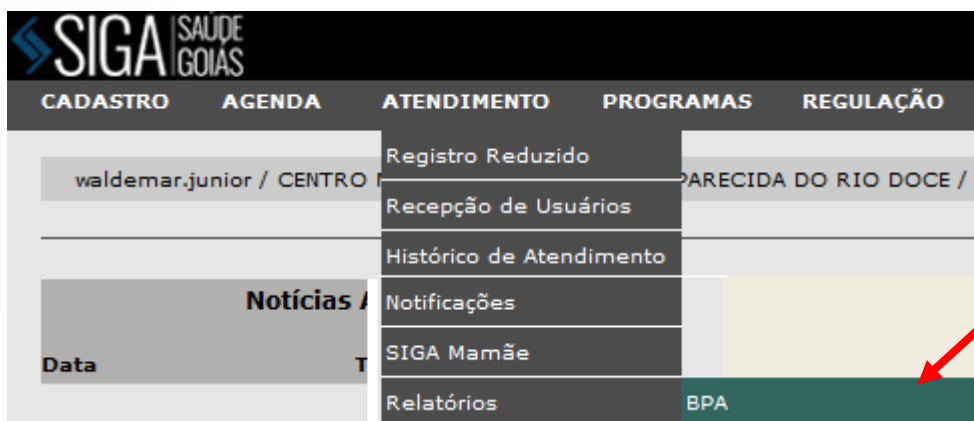 SIGA SAÚDE GOIÁS
CADASTRO AGENDA ATENDIMENTO PROGRAMAS REGULAÇÃO
Registro Reduzido
waldemar.junior / CENTRO PARECIDA DO RIO DOCE /
Recepção de Usuários
Histórico de Atendimento
Notícias
Notificações
SIGA Mamãe
Data
Relatórios BPA